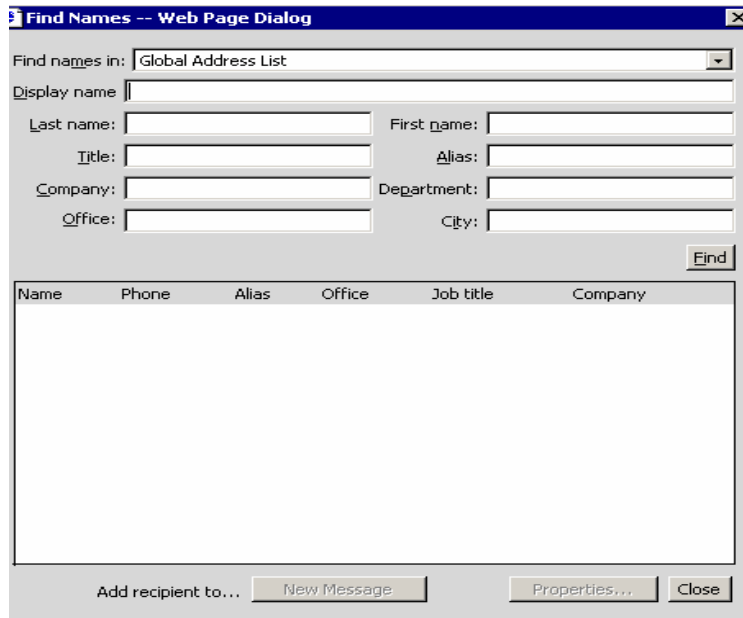 Find Names -- Web Page Dialog
Find names in: Global Address List
Display name
Last name: First name:
Title: Alias:
Company: Department:
Office: City:
Find
Name Phone Alias Office Job title Company
Add recipient to... New Message Properties... Close